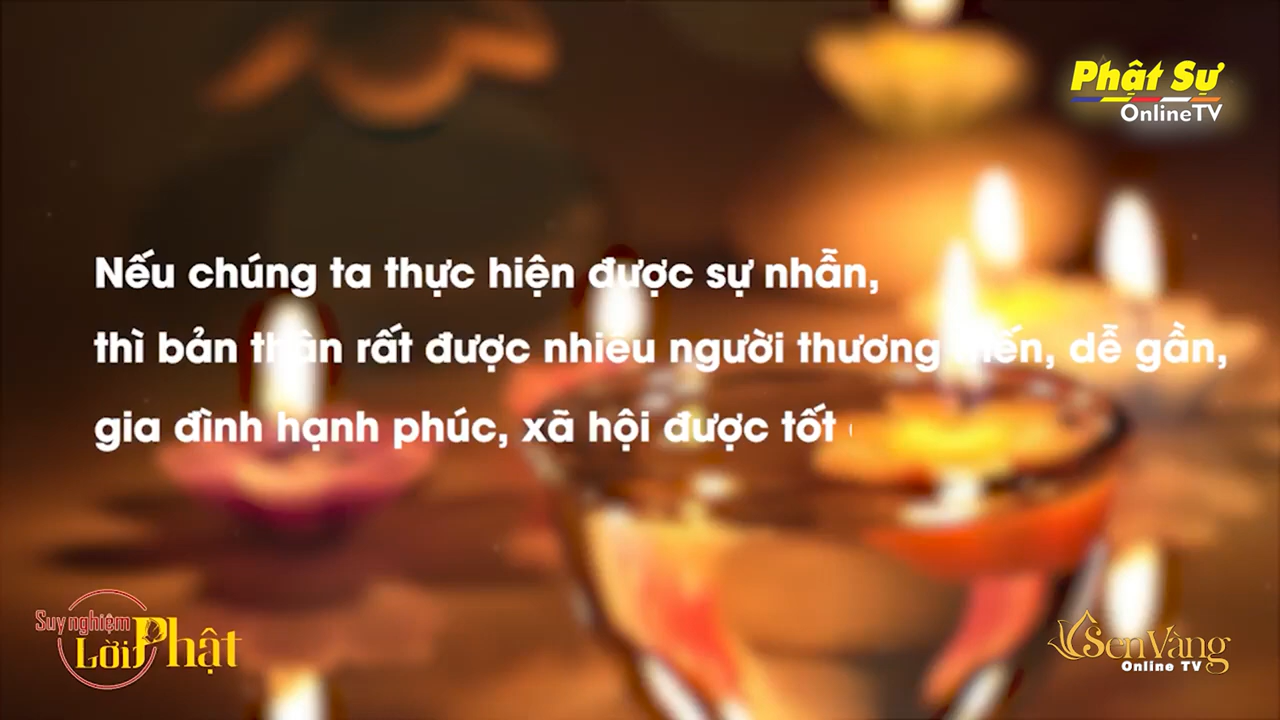 Phật Sự
OnlineTV
Nếu chúng ta thực hiện được sự nhẫn,
thì bản thân rất được nhiều người thương mến, dễ gần,
gia đình hạnh phúc, xã hội được tốt
Suy nghiệm
Lời Phật
Sen Vàng
Online TV